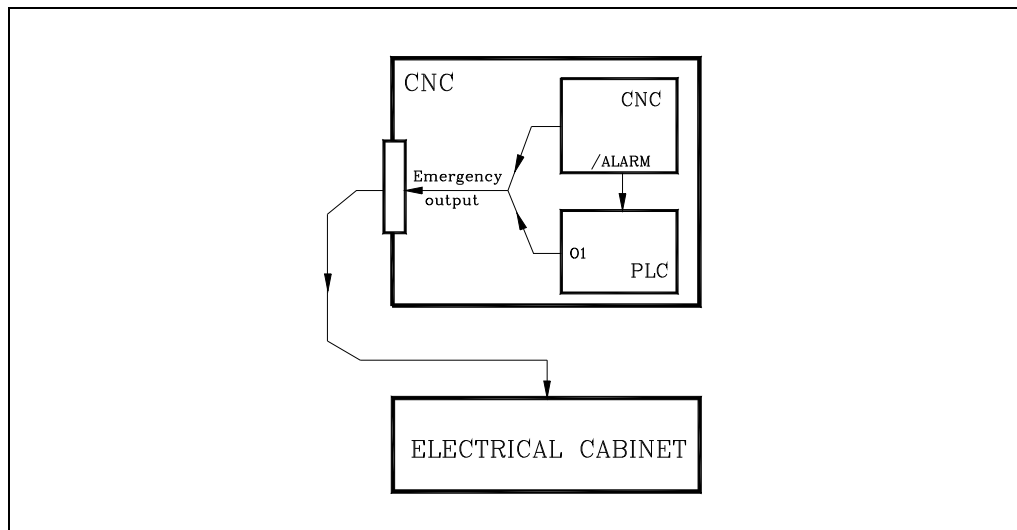 CNC
CNC
/ALARM
Emergency
output
O1
PLC
ELECTRICAL CABINET